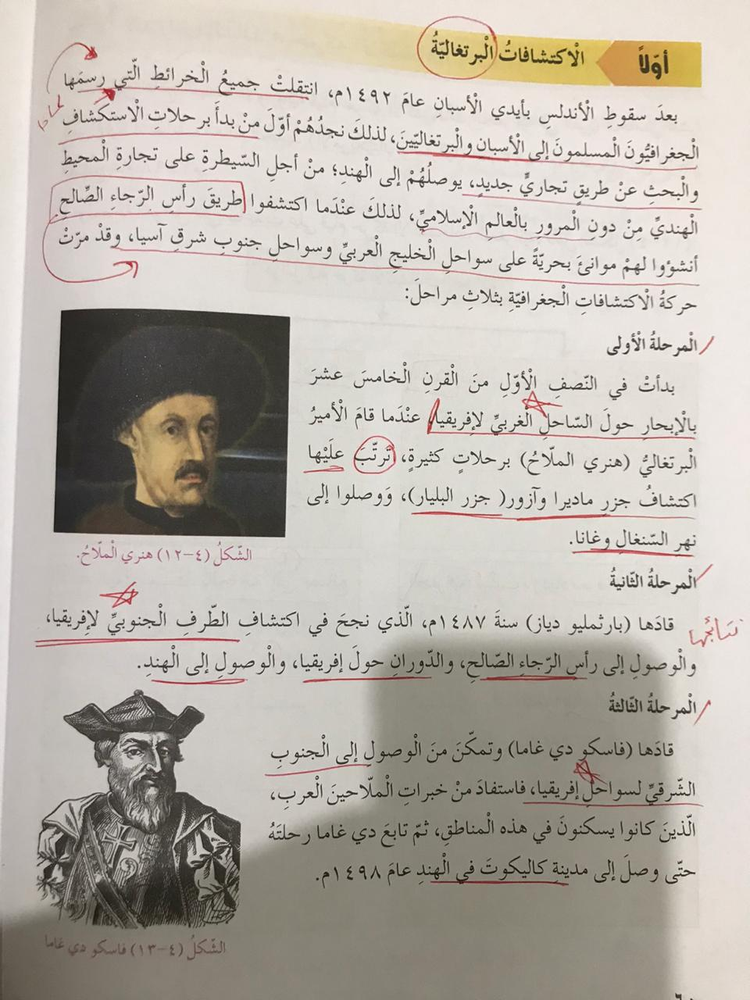 أوّلاً
الْاكتشافاتُ الْبرتغاليّةُ
بعدَ سقوطِ الأندلسِ بأيدي الْأسبانِ عامَ ١٤٩٢م، انتقلتْ جميعُ الْخرائطِ الّتي رسمَها
الْجغرافيُّونَ الْمسلمونَ إلى الْأسبانِ والْبرتغاليّينَ، لذلكَ نجدُهُمْ أوّلَ منْ بدأَ برحلاتِ الْاستكشافِ
والْبحثِ عنْ طريقٍ تجاريٍّ جديدٍ، يوصلُهُمْ إلى الْهندِ؛ منْ أجلِ السّيطرةِ على تجارةِ الْمحيطِ
الْهنديِّ مِنْ دونِ المرورِ بالْعالمِ الْإسلاميِّ، لذلكَ عنْدَما اكتشفوا طريقَ رأسِ الرّجاءِ الصّالحِ
أنشؤوا لهمْ موانئَ بحريّةً على سواحلِ الْخليجِ الْعربيِّ وسواحلِ جنوبِ شرقِ آسيا، وقدْ مرّتْ
حركةُ الْاكتشافاتِ الْجغرافيّةِ بثلاثِ مراحلَ:
الْمرحلةُ الْأولى
بدأتْ في النّصفِ الْأوّلِ منَ الْقرنِ الْخامسَ عشرَ
بالْإبحارِ حولَ السّاحلِ الْغربيِّ لإفريقيا، عنْدَما قامَ الْأميرُ
الْبرتغاليُّ (هنري الملّاحُ) برحلاتٍ كثيرةٍ، ترتّبَ علَيْها
اكتشافُ جزرِ ماديرا وآزور( جزر البليار)، وَوصلوا إلى
نهرِ السّنغالِ وغانا.
الشّكلُ (٤-١٢) هنري الْملّاحُ.
الْمرحلةُ الثّانيةُ
قادَها (بارثمليو دياز) سنةَ ١٤٨٧م، الّذي نجحَ في اكتشافِ الطّرفِ الْجنوبيِّ لإفريقيا،
نتائجها
والْوصولِ إلى رأسِ الرّجاءِ الصّالحِ، والدّورانِ حولَ إفريقيا، والْوصولِ إلى الْهندِ.
الْمرحلةُ الثّالثةُ
قادَها (فاسكو دي غاما) وتمكّنَ منَ الْوصولِ إلى الْجنوبِ
الشّرقيِّ لسواحلِ إفريقيا، فاستفادَ منْ خبراتِ الْملّاحينَ الْعربِ،
الّذينَ كانوا يسكنونَ في هذه الْمناطقِ، ثمّ تابعَ دي غاما رحلتَهُ
حتّى وصلَ إلى مدينةِ كاليكوتَ في الْهندِ عامَ ١٤٩٨م.
الشّكلُ (٤-١٣) فاسكو دي غاما